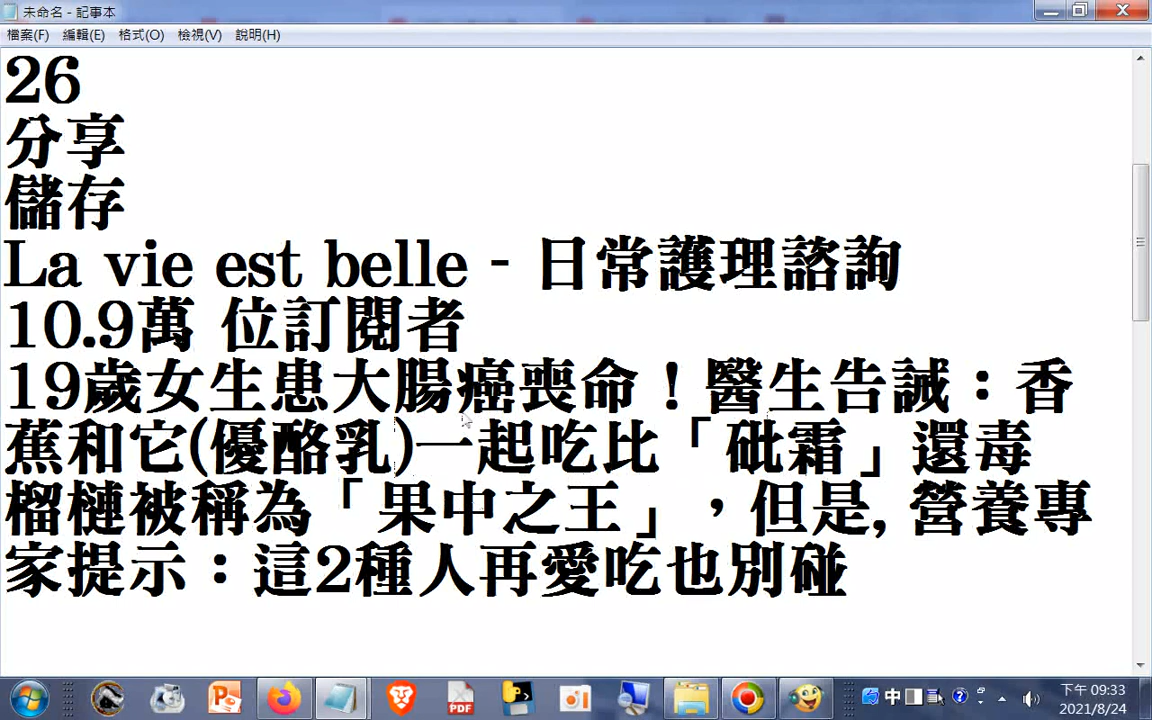 未命名 - 記事本
檔案(F) 編輯(E) 格式(O) 檢視(V) 說明(H)
26
分享
儲存
La vie est belle - 日常護理諮詢
10.9萬 位訂閱者
19歲女生患大腸癌喪命！醫生告誡：香
蕉和它(優酪乳)一起吃比「砒霜」還毒
榴槤被稱為「果中之王」，但是, 營養專
家提示：這2種人再愛吃也別碰
PDF
中
下午 09:33
2021/8/24